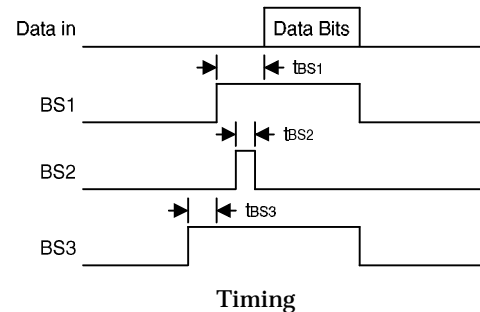 Data in
Data Bits
tBS1
BS1
tBS2
BS2
tBS3
BS3
Timing